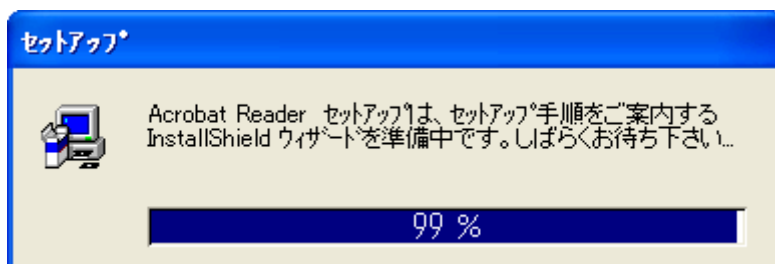 セットアップ
Acrobat Reader セットアップは、セットアップ手順をご案内する
InstallShield ウィザードを準備中です。しばらくお待ち下さい...
99 %